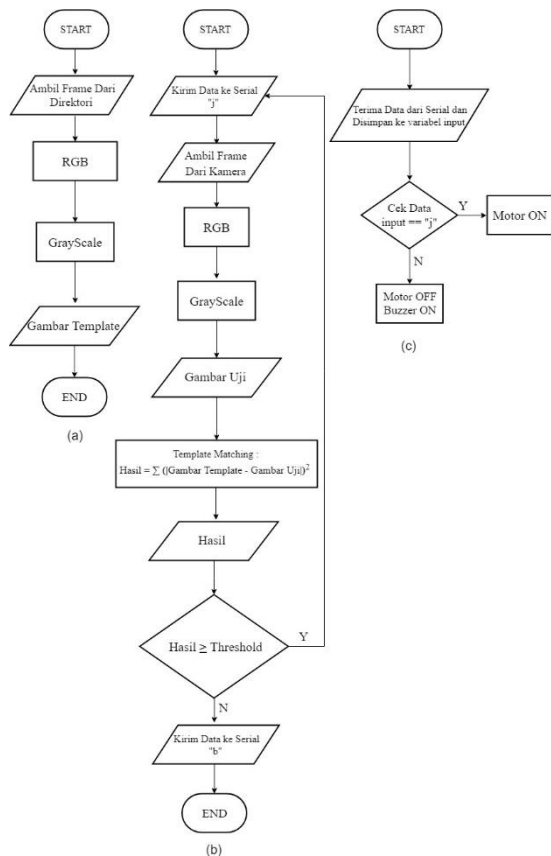 START
Ambil Frame Dari
Direktori
RGB
GrayScale
Gambar Template
END
(a)
START
Kirim Data ke Serial
"j"
Ambil Frame
Dari Kamera
RGB
GrayScale
Gambar Uji
Template Matching :
Hasil = ∑ (|Gambar Template - Gambar Uji|)²
Hasil
Hasil ≥ Threshold
Y
N
Kirim Data ke Serial
"b"
END
(b)
START
Terima Data dari Serial dan
Disimpan ke variabel input
Cek Data
input == "j"
Y
Motor ON
N
Motor OFF
Buzzer ON
(c)